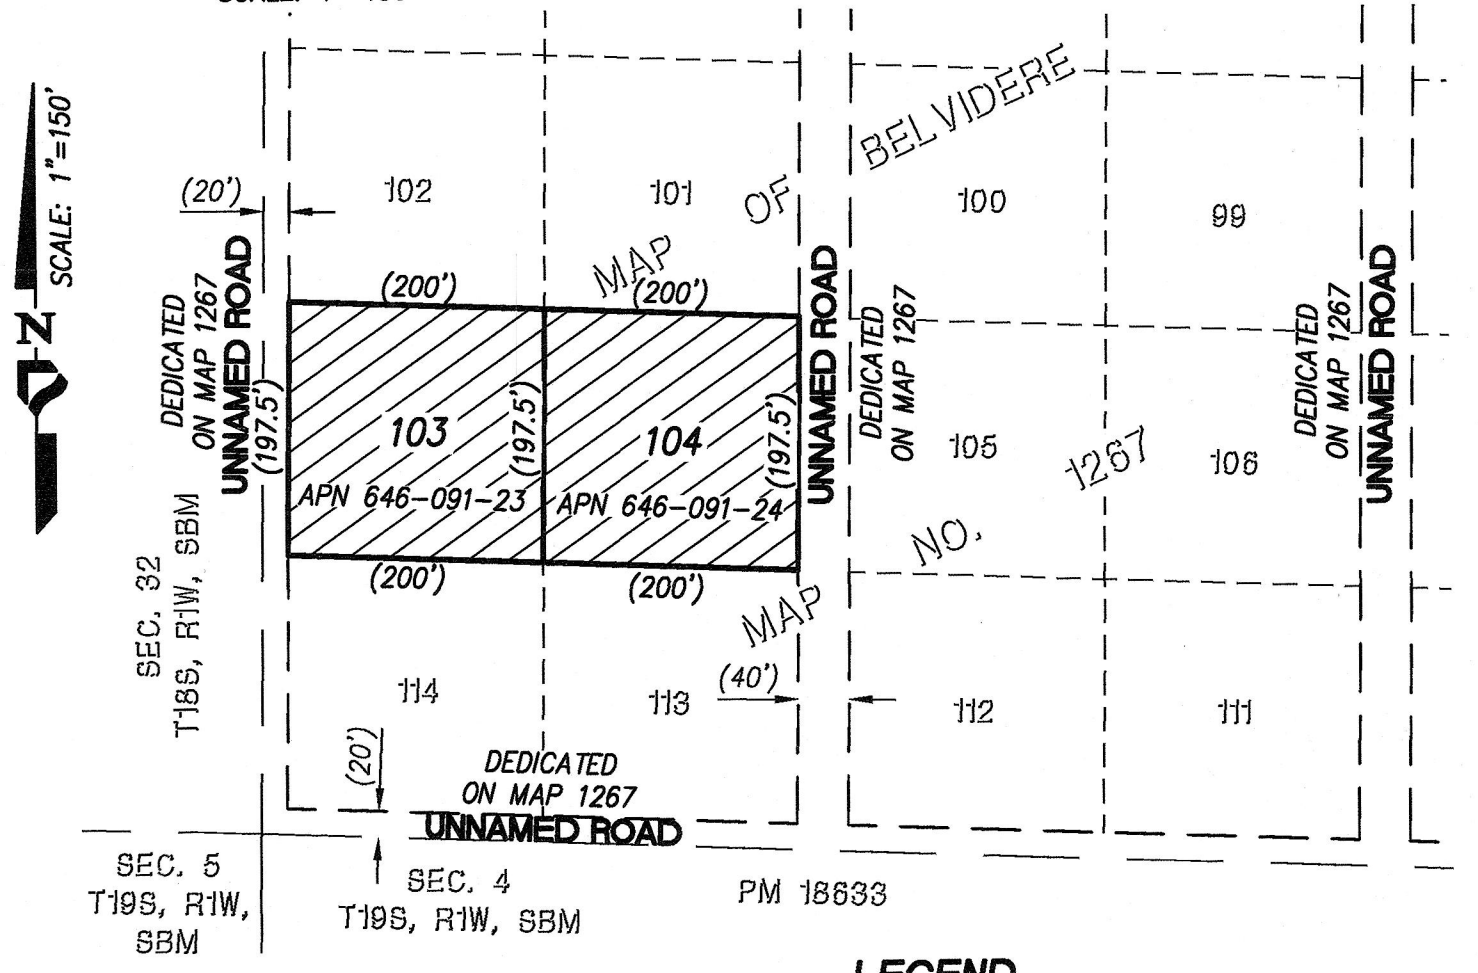 SCALE: 1"=150'
N
(20')
102
101
MAP OF BELVIDERE
100
99
DEDICATED
ON MAP 1267
UNNAMED ROAD
(200')
(200')
UNNAMED ROAD
DEDICATED
ON MAP 1267
DEDICATED
ON MAP 1267
UNNAMED ROAD
(197.5')
103
(197.5')
104
(197.5')
105
106
APN 646-091-23
APN 646-091-24
(200')
(200')
MAP NO. 1267
SEC. 32
T18S, R1W, SBM
114
113
(40')
112
111
(20')
DEDICATED
ON MAP 1267
UNNAMED ROAD
SEC. 5
T19S, R1W,
SBM
SEC. 4
T19S, R1W, SBM
PM 18633
LEGEND